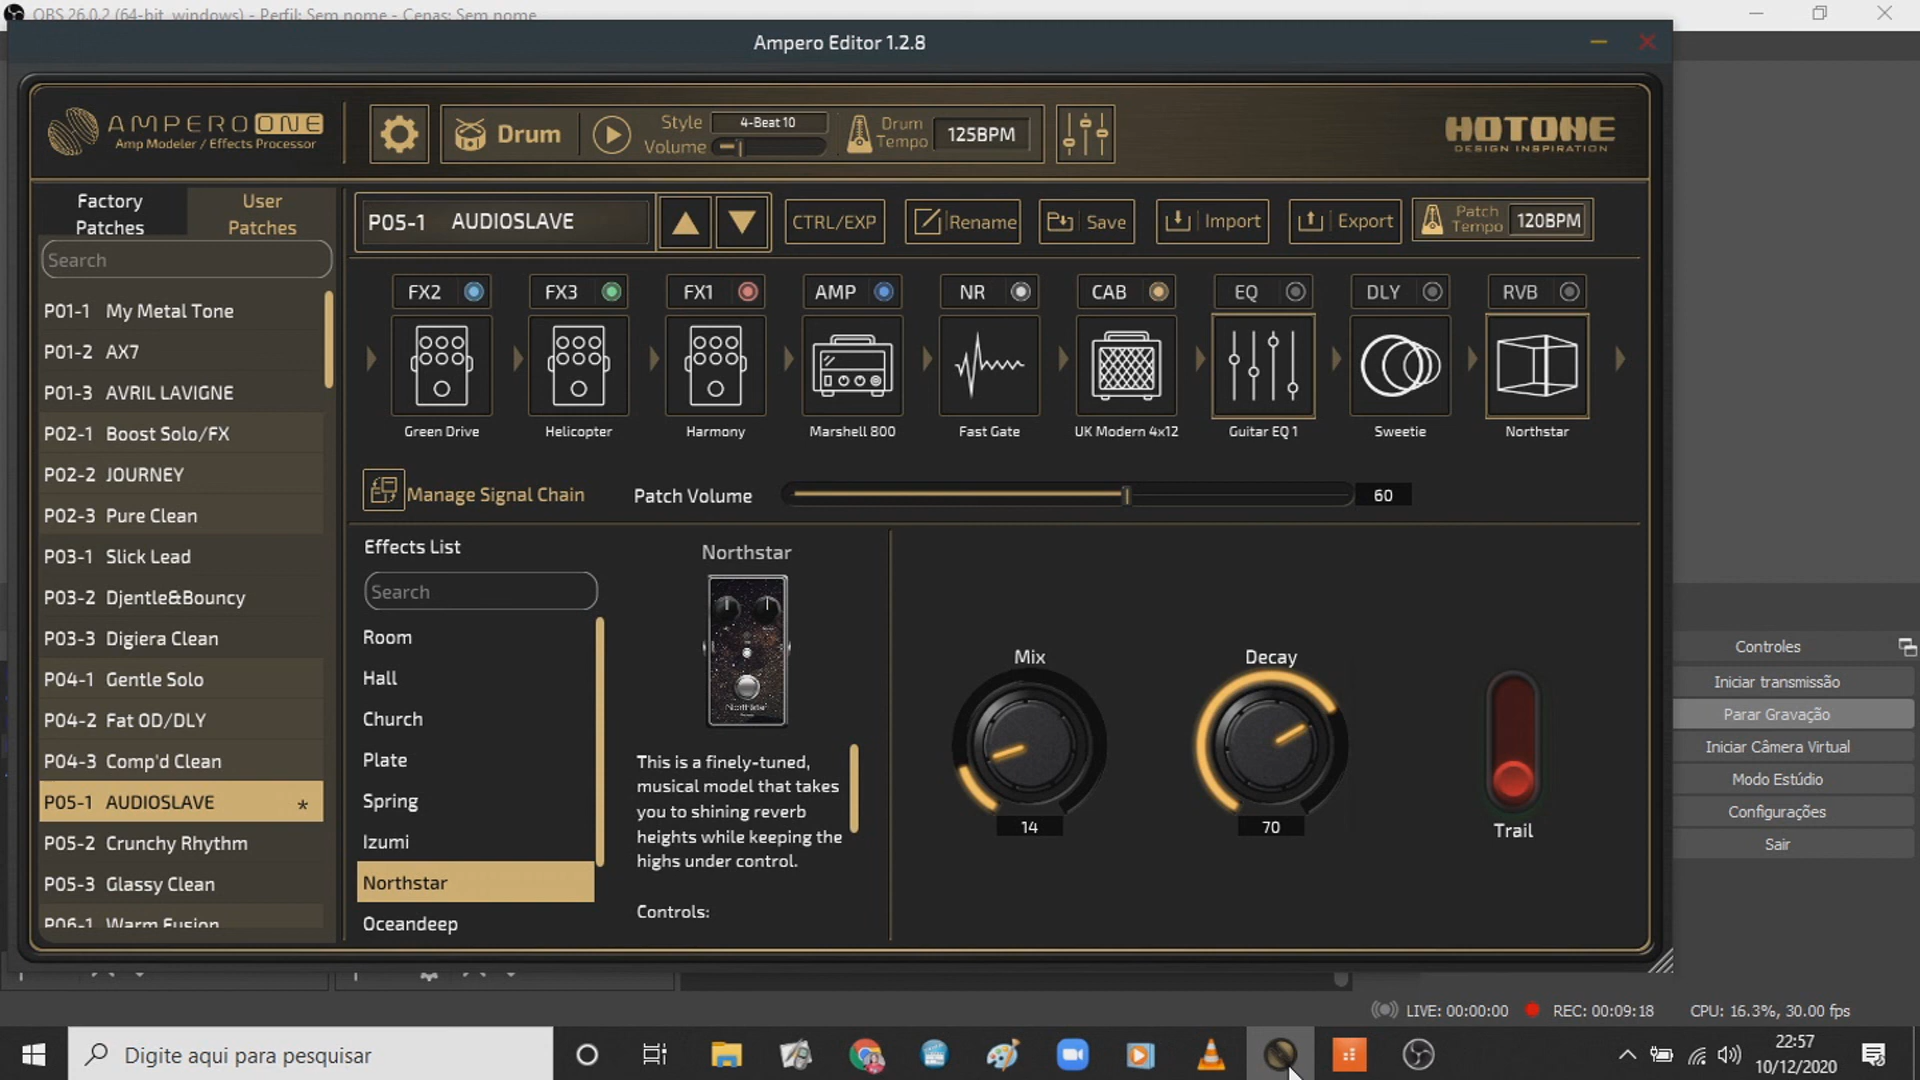 OBS 26.0.2 (64-bit, windows) - Perfil: Sem nome - Cenas: Sem nome
Ampero Editor 1.2.8
AMPERO ONE
Amp Modeler / Effects Processor
Drum
Style
4-Beat 10
Volume
Drum
Tempo
125BPM
HOTONE
DESIGN INSPIRATION
Factory
Patches
User
Patches
P05-1 AUDIOSLAVE
CTRL/EXP
Rename
Save
Import
Export
Patch
Tempo
120BPM
Search
P01-1 My Metal Tone
P01-2 AX7
P01-3 AVRIL LAVIGNE
P02-1 Boost Solo/FX
P02-2 JOURNEY
P02-3 Pure Clean
P03-1 Slick Lead
P03-2 Djentle&Bouncy
P03-3 Digiera Clean
P04-1 Gentle Solo
P04-2 Fat OD/DLY
P04-3 Comp'd Clean
P05-1 AUDIOSLAVE *
P05-2 Crunchy Rhythm
P05-3 Glassy Clean
P06-1 Warm Fusion
FX2 FX3 FX1 AMP NR CAB EQ DLY RVB
Green Drive Helicopter Harmony Marshell 800 Fast Gate UK Modern 4x12 Guitar EQ 1 Sweetie Northstar
Manage Signal Chain
Patch Volume
60
Effects List
Search
Room
Hall
Church
Plate
Spring
Izumi
Northstar
Oceandeep
Northstar
Northstar
This is a finely-tuned,
musical model that takes
you to shining reverb
heights while keeping the
highs under control.
Controls:
Mix
14
Decay
70
Trail
Controles
Iniciar transmissão
Parar Gravação
Iniciar Câmera Virtual
Modo Estúdio
Configurações
Sair
LIVE: 00:00:00 REC: 00:09:18 CPU: 16.3%, 30.00 fps
Digite aqui para pesquisar
22:57
10/12/2020